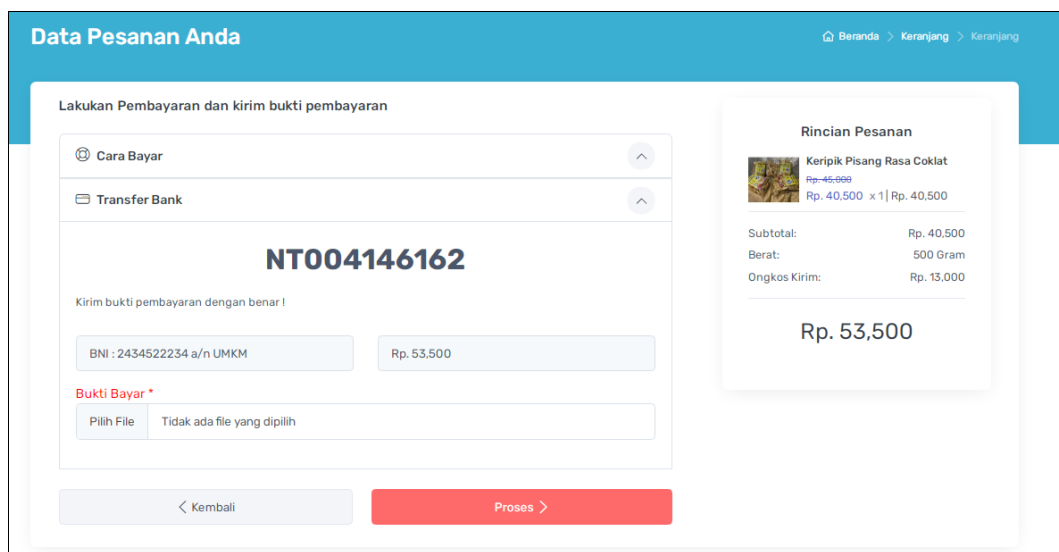 Data Pesanan Anda
Beranda > Keranjang > Keranjang
Lakukan Pembayaran dan kirim bukti pembayaran
Cara Bayar
Transfer Bank
NT004146162
Kirim bukti pembayaran dengan benar !
BNI : 2434522234 a/n UMKM
Rp. 53,500
Bukti Bayar *
Pilih File Tidak ada file yang dipilih
< Kembali
Proses >
Rincian Pesanan
Keripik Pisang Rasa Coklat
Rp. 45,000
Rp. 40,500 x 1 | Rp. 40,500
Subtotal: Rp. 40,500
Berat: 500 Gram
Ongkos Kirim: Rp. 13,000
Rp. 53,500